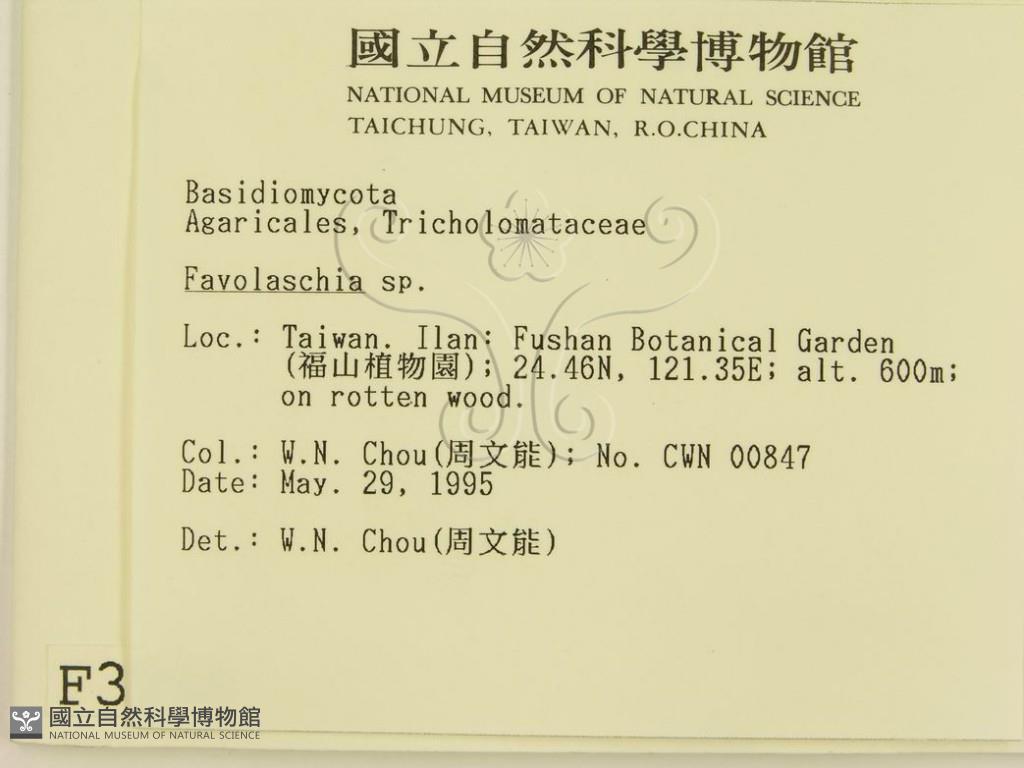 國立自然科學博物館
NATIONAL MUSEUM OF NATURAL SCIENCE
TAICHUNG, TAIWAN, R.O.CHINA
Basidiomycota
Agaricales, Tricholomataceae
Favolaschia sp.
Loc.: Taiwan. Ilan: Fushan Botanical Garden
(福山植物園); 24.46N, 121.35E; alt. 600m;
on rotten wood.
Col.: W.N. Chou(周文能); No. CWN 00847
Date: May. 29, 1995
Det.: W.N. Chou(周文能)
F3
國立自然科學博物館
NATIONAL MUSEUM OF NATURAL SCIENCE